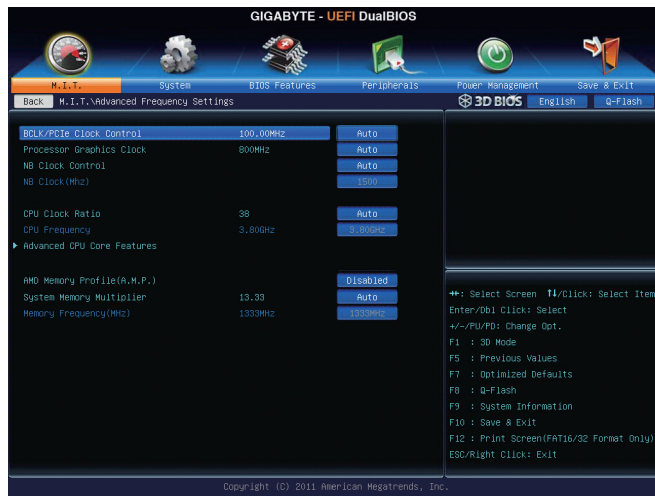 GIGABYTE - UEFI DualBIOS
M.I.T. System BIOS Features Peripherals Power Management Save & Exit
Back M.I.T.\Advanced Frequency Settings 3D BIOS English Q-Flash
BCLK/PCIe Clock Control 100.00MHz Auto
Processor Graphics Clock 800MHz Auto
NB Clock Control Auto
NB Clock(Mhz) 1500
CPU Clock Ratio 38 Auto
CPU Frequency 3.80GHz 3.80GHz
Advanced CPU Core Features
AMD Memory Profile(A.M.P.) Disabled
System Memory Multiplier 13.33 Auto
Memory Frequency(MHz) 1333MHz 1333MHz
→←: Select Screen ↑↓/Click: Select Item
Enter/Dbl Click: Select
+/-/PU/PD: Change Opt.
F1 : 3D Mode
F5 : Previous Values
F7 : Optimized Defaults
F8 : Q-Flash
F9 : System Information
F10 : Save & Exit
F12 : Print Screen(FAT16/32 Format Only)
ESC/Right Click: Exit
Copyright (C) 2011 American Megatrends, Inc.